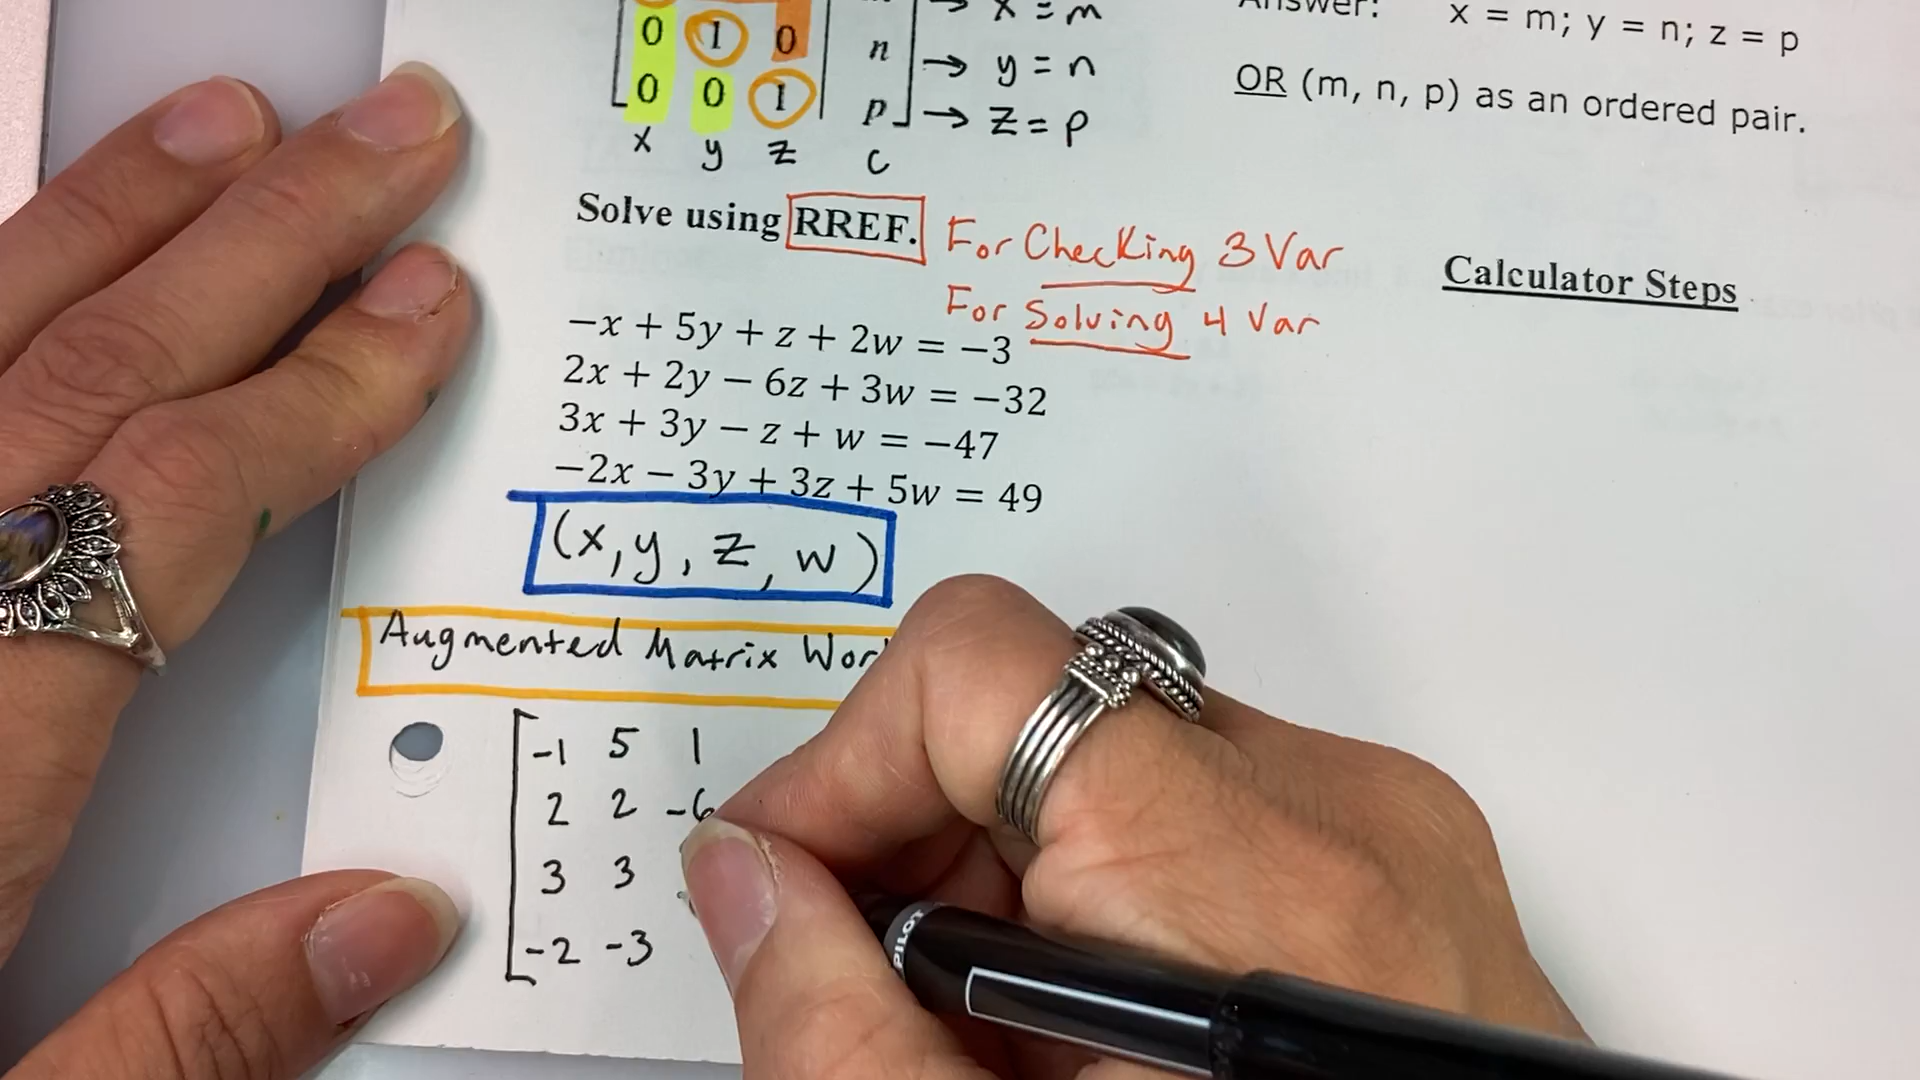 → x = m
0 1 0 n → y = n
0 0 1 p → z = p
x y z c
x = m; y = n; z = p
OR (m, n, p) as an ordered pair.
Solve using RREF. For Checking 3 Var
For Solving 4 Var
Calculator Steps
−x + 5y + z + 2w = −3
2x + 2y − 6z + 3w = −32
3x + 3y − z + w = −47
−2x − 3y + 3z + 5w = 49
(x, y, z, w)
Augmented Matrix
-1 5 1
2 2 -6
3 3
-2 -3
PILOT